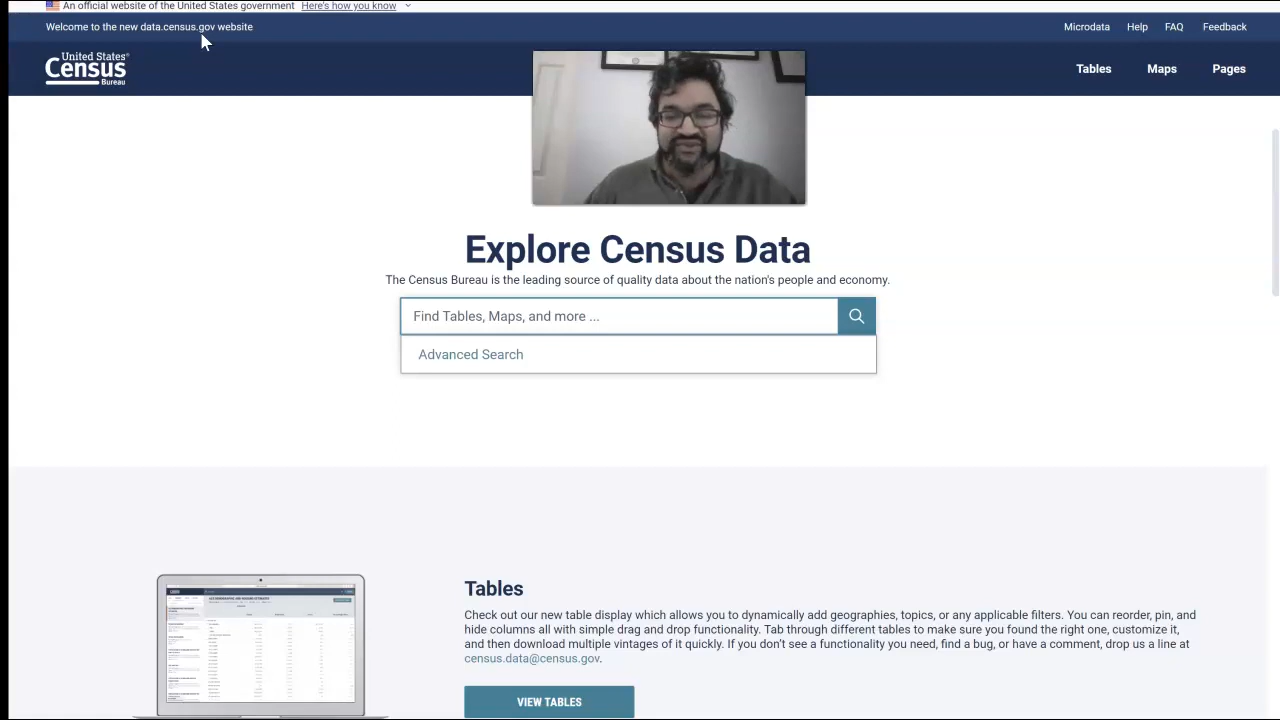 An official website of the United States government Here's how you know
Welcome to the new data.census.gov website
Microdata Help FAQ Feedback
United States®
Census
Bureau
Tables Maps Pages
Explore Census Data
The Census Bureau is the leading source of quality data about the nation's people and economy.
Find Tables, Maps, and more ...
Advanced Search
Tables
Check out our new table display, which allows you to dynamically add geographies, topics, or any applicable filters. You can reorder, pin, and
hide columns all with simple drag and drop functionality. Tab through different tables to make sure you found the right one, customize it,
and then download multiple vintages of it quickly. If you don't see a functionality you need, find a bug, or have a comment, drop us a line at
census.data@census.gov.
VIEW TABLES